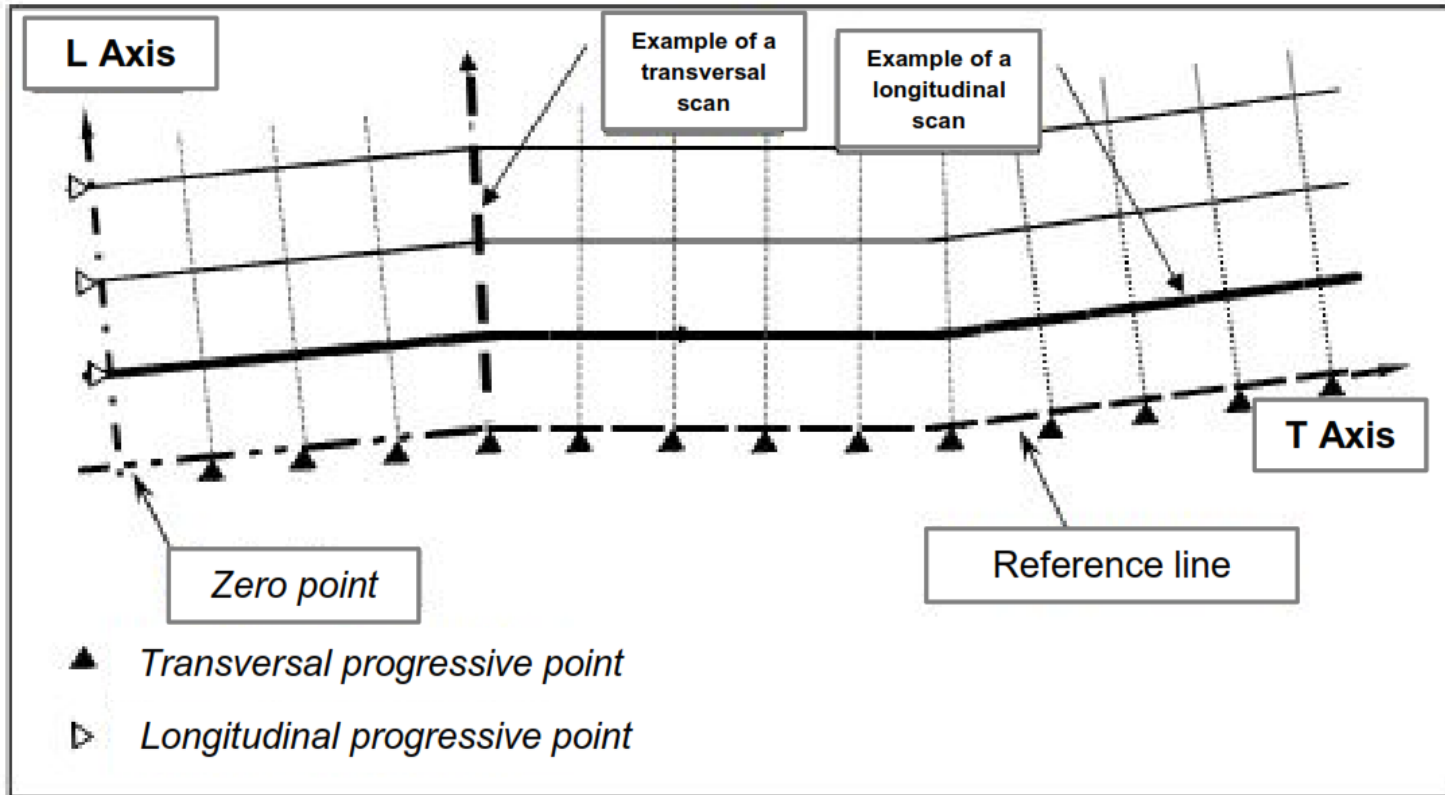 L Axis
Example of a
transversal
scan
Example of a
longitudinal
scan
T Axis
Zero point
Reference line
Transversal progressive point
Longitudinal progressive point